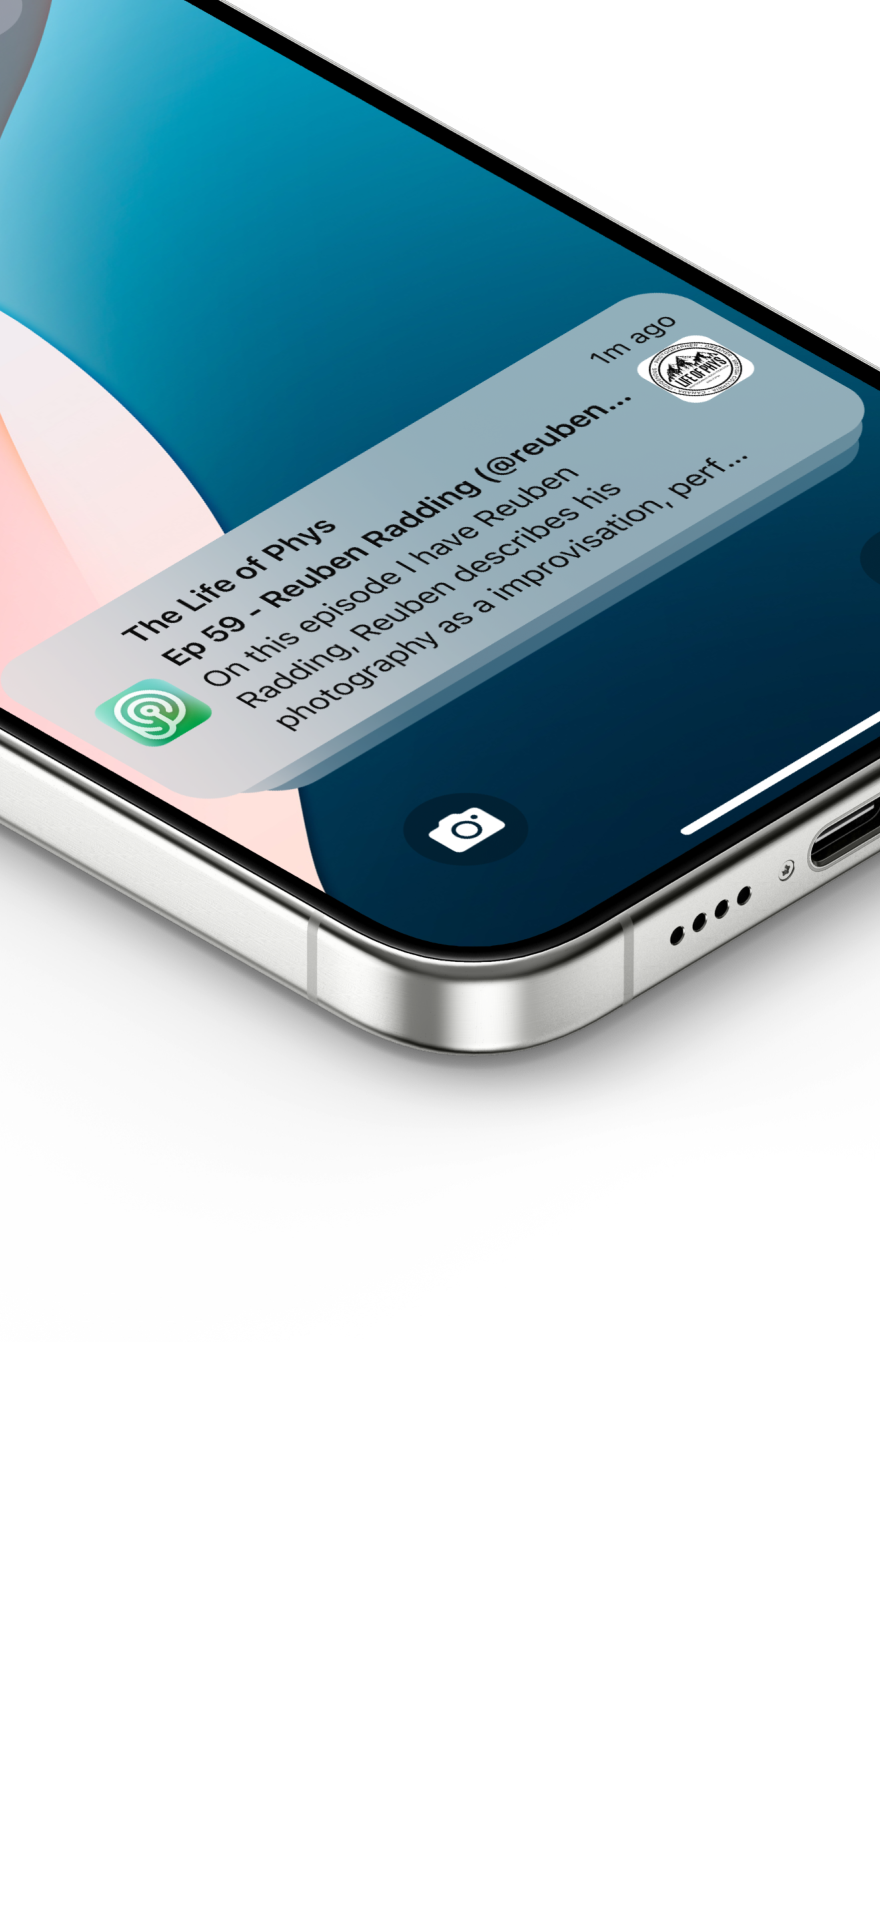 The Life of Phys
1m ago
Ep 59 - Reuben Radding (@reuben...
On this episode I have Reuben
Radding, Reuben describes his
photography as a improvisation, perf...
LIFE OF PHYS